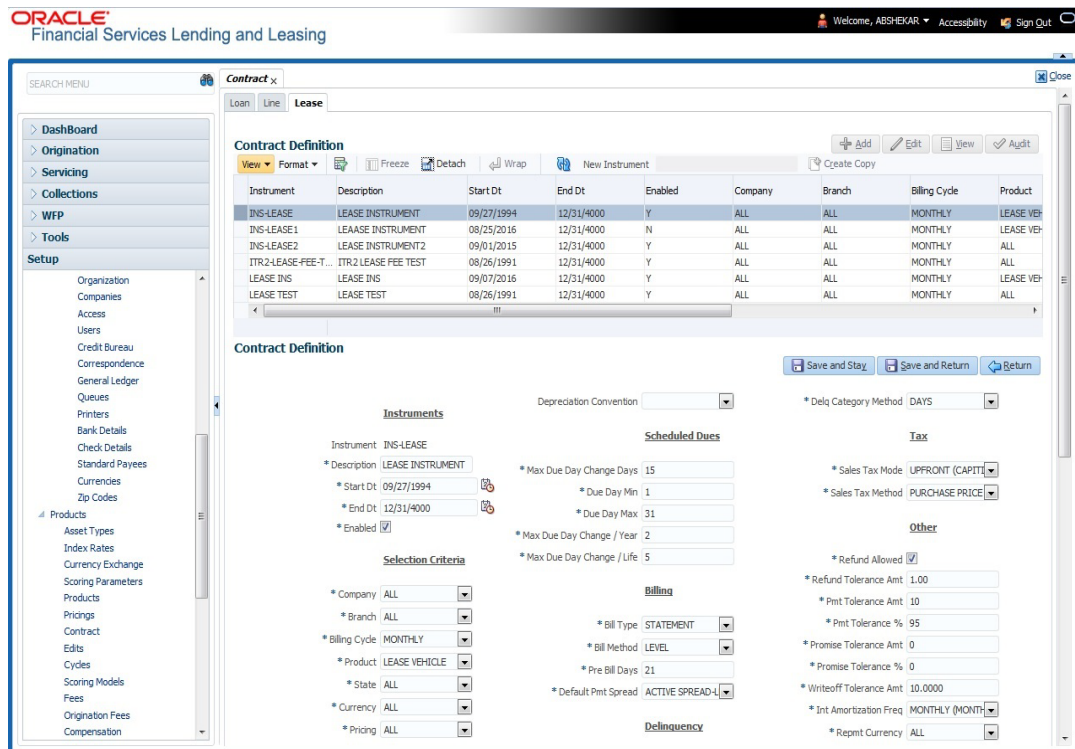 ORACLE®
Financial Services Lending and Leasing
Welcome, ABSHEKAR Accessibility Sign Out
SEARCH MENU
Contract
Close
Loan Line Lease
DashBoard
Origination
Servicing
Collections
WFP
Tools
Setup
Organization
Companies
Access
Users
Credit Bureau
Correspondence
General Ledger
Queues
Printers
Bank Details
Check Details
Standard Payees
Currencies
Zip Codes
Products
Asset Types
Index Rates
Currency Exchange
Scoring Parameters
Products
Pricings
Contract
Edits
Cycles
Scoring Models
Fees
Origination Fees
Compensation
Contract Definition
Add Edit View Audit
View Format Freeze Detach Wrap New Instrument Create Copy
Instrument Description Start Dt End Dt Enabled Company Branch Billing Cycle Product
INS-LEASE LEASE INSTRUMENT 09/27/1994 12/31/4000 Y ALL ALL MONTHLY LEASE VEH
INS-LEASE1 LEAASE INSTRUMENT 08/25/2016 12/31/4000 N ALL ALL MONTHLY LEASE VEH
INS-LEASE2 LEASE INSTRUMENT2 09/01/2015 12/31/4000 Y ALL ALL MONTHLY ALL
ITR2-LEASE-FEE-T... ITR2 LEASE FEE TEST 08/26/1991 12/31/4000 Y ALL ALL MONTHLY ALL
LEASE INS LEASE INS 09/07/2016 12/31/4000 Y ALL ALL MONTHLY LEASE VEH
LEASE TEST LEASE TEST 08/26/1991 12/31/4000 Y ALL ALL MONTHLY ALL
Contract Definition
Save and Stay Save and Return Return
Instruments
Instrument INS-LEASE
* Description LEASE INSTRUMENT
* Start Dt 09/27/1994
* End Dt 12/31/4000
* Enabled
Selection Criteria
* Company ALL
* Branch ALL
* Billing Cycle MONTHLY
* Product LEASE VEHICLE
* State ALL
* Currency ALL
* Pricing ALL
Depreciation Convention
Scheduled Dues
* Max Due Day Change Days 15
* Due Day Min 1
* Due Day Max 31
* Max Due Day Change / Year 2
* Max Due Day Change / Life 5
Billing
* Bill Type STATEMENT
* Bill Method LEVEL
* Pre Bill Days 21
* Default Pmt Spread ACTIVE SPREAD-L
Delinquency
* Delq Category Method DAYS
Tax
* Sales Tax Mode UPFRONT (CAPITI
* Sales Tax Method PURCHASE PRICE
Other
* Refund Allowed
* Refund Tolerance Amt 1.00
* Pmt Tolerance Amt 10
* Pmt Tolerance % 95
* Promise Tolerance Amt 0
* Promise Tolerance % 0
* Writeoff Tolerance Amt 10.0000
* Int Amortization Freq MONTHLY (MONTH
* Repmt Currency ALL